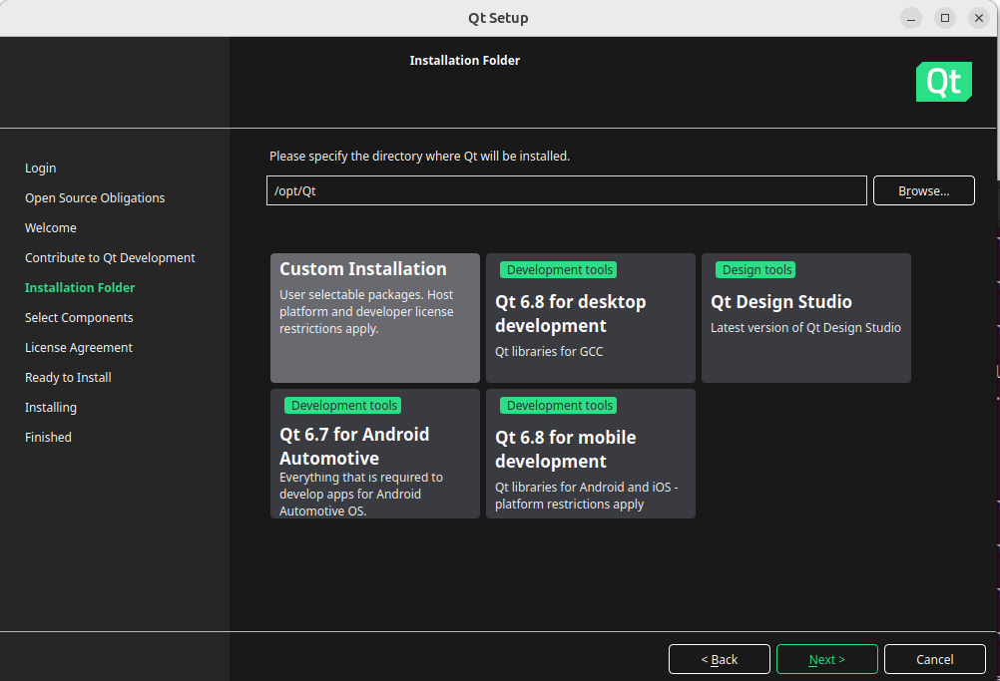 Qt Setup
Installation Folder
Qt
Login
Open Source Obligations
Welcome
Contribute to Qt Development
Installation Folder
Select Components
License Agreement
Ready to Install
Installing
Finished
Please specify the directory where Qt will be installed.
/opt/Qt
Browse...
Custom Installation
User selectable packages. Host
platform and developer license
restrictions apply.
Development tools
Qt 6.8 for desktop
development
Qt libraries for GCC
Design tools
Qt Design Studio
Latest version of Qt Design Studio
Development tools
Qt 6.7 for Android
Automotive
Everything that is required to
develop apps for Android
Automotive OS.
Development tools
Qt 6.8 for mobile
development
Qt libraries for Android and iOS -
platform restrictions apply
< Back
Next >
Cancel